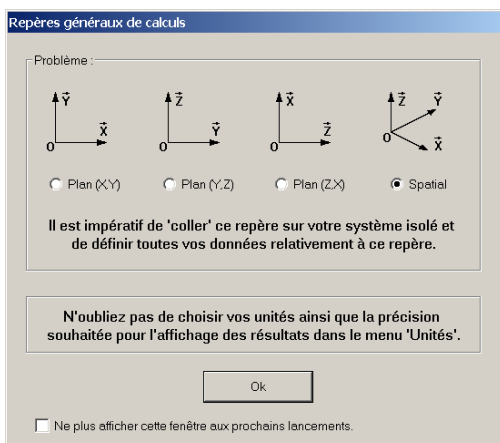 Repères généraux de calculs
Problème :
Y X O
Z Y O
X Z O
Z Y O X
Plan (X,Y) Plan (Y,Z) Plan (Z,X) Spatial
Il est impératif de 'coller' ce repère sur votre système isolé et
de définir toutes vos données relativement à ce repère.
N'oubliez pas de choisir vos unités ainsi que la précision
souhaitée pour l'affichage des résultats dans le menu 'Unités'.
Ok
Ne plus afficher cette fenêtre aux prochains lancements.